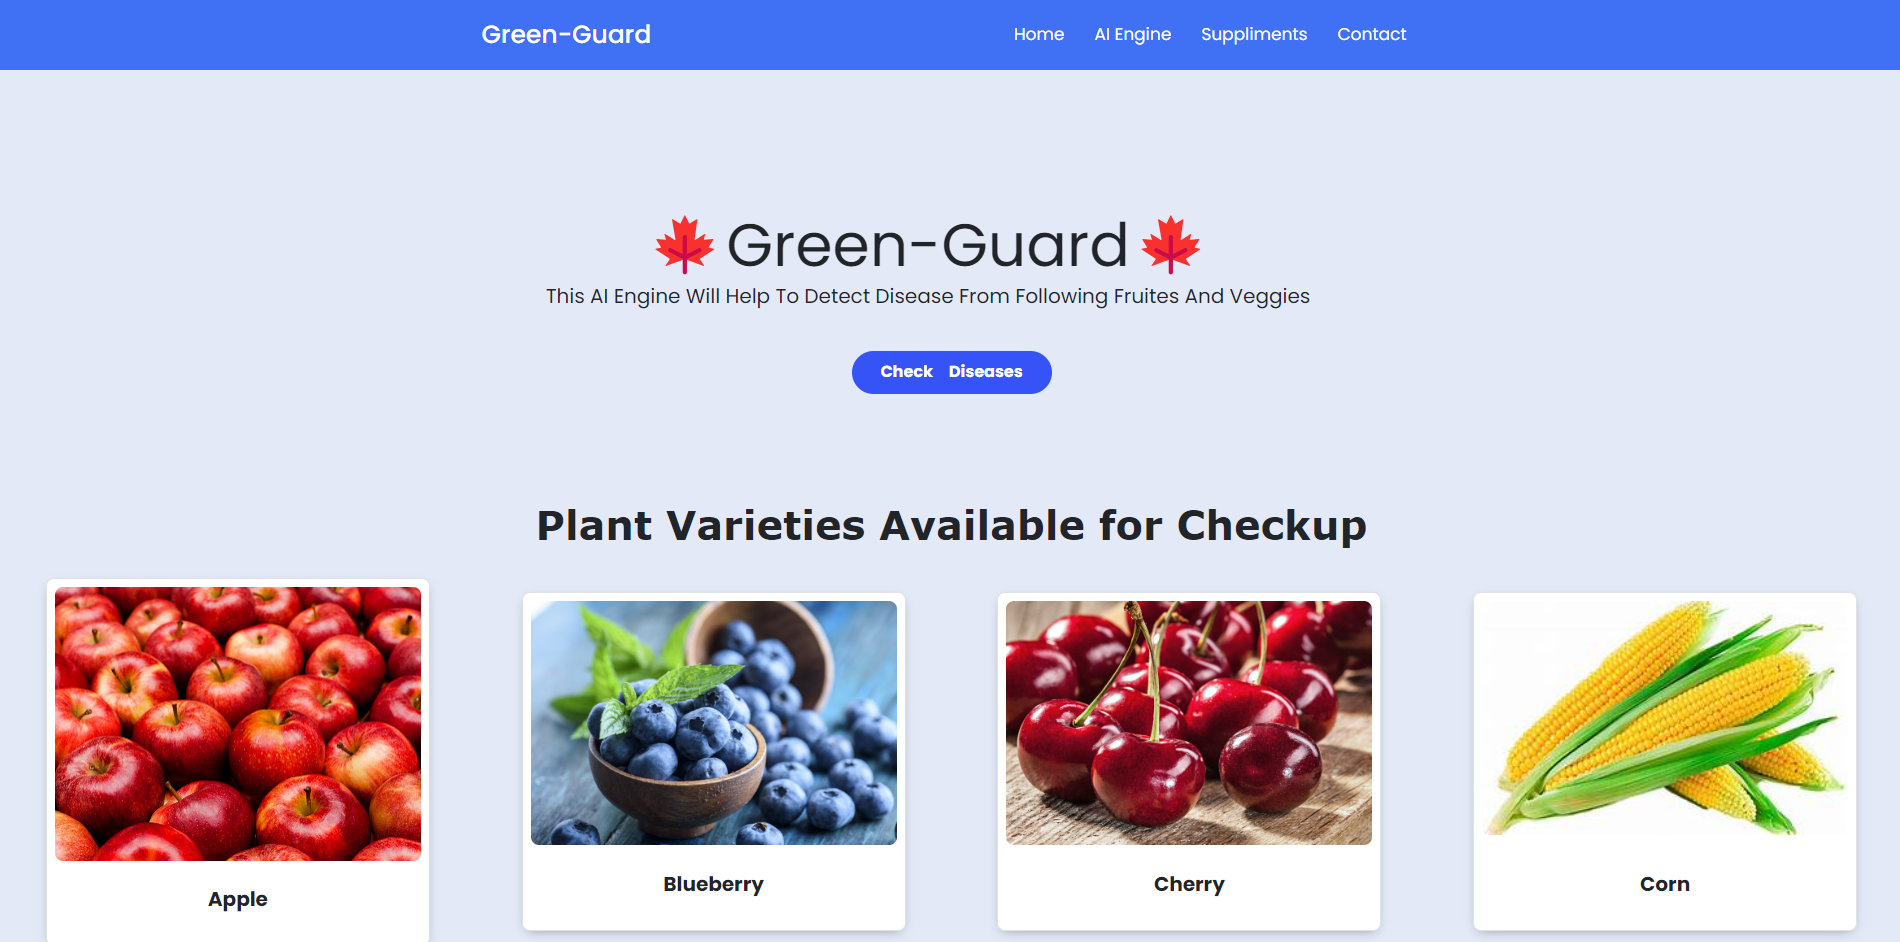 Green-Guard
Home AI Engine Suppliments Contact
Green-Guard
This AI Engine Will Help To Detect Disease From Following Fruites And Veggies
Check Diseases
Plant Varieties Available for Checkup
Apple
Blueberry
Cherry
Corn